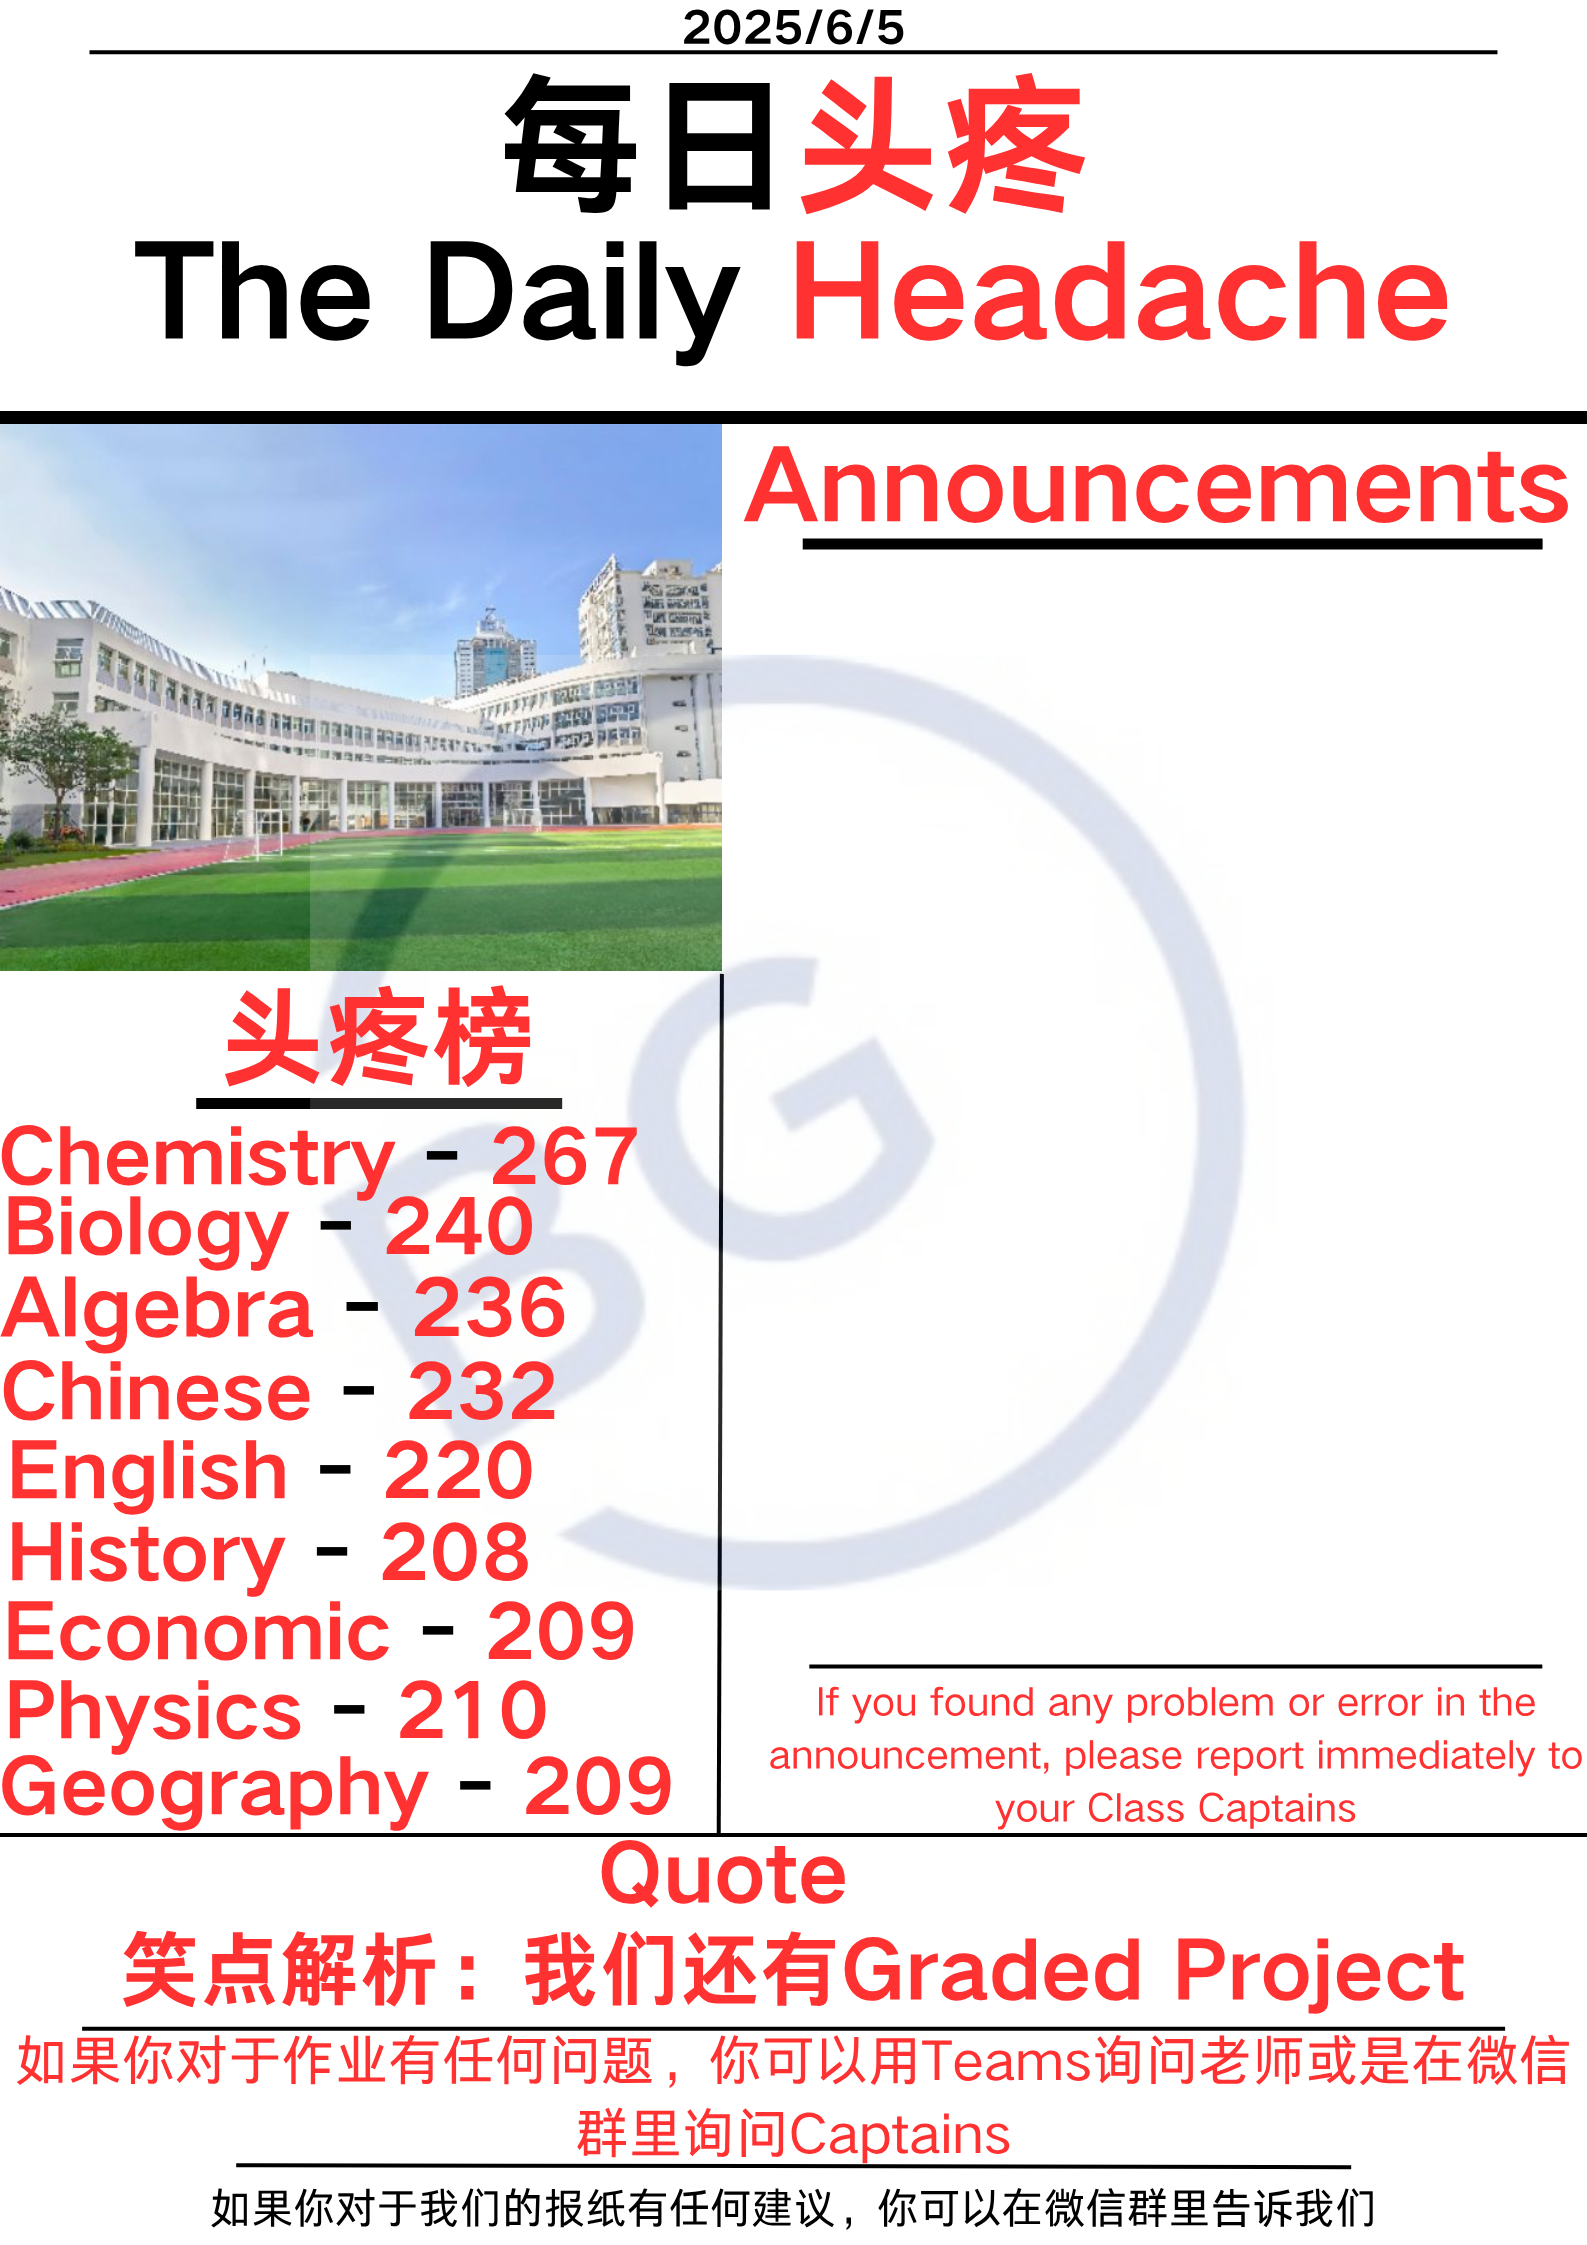 2025/6/5
每日头疼
The Daily Headache
Announcements
头疼榜
Chemistry - 267
Biology - 240
Algebra - 236
Chinese - 232
English - 220
History - 208
Economic - 209
Physics - 210
Geography - 209
If you found any problem or error in the
announcement, please report immediately to
your Class Captains
BG
Quote
笑点解析：我们还有Graded Project
如果你对于作业有任何问题，你可以用Teams询问老师或是在微信
群里询问Captains
如果你对于我们的报纸有任何建议，你可以在微信群里告诉我们